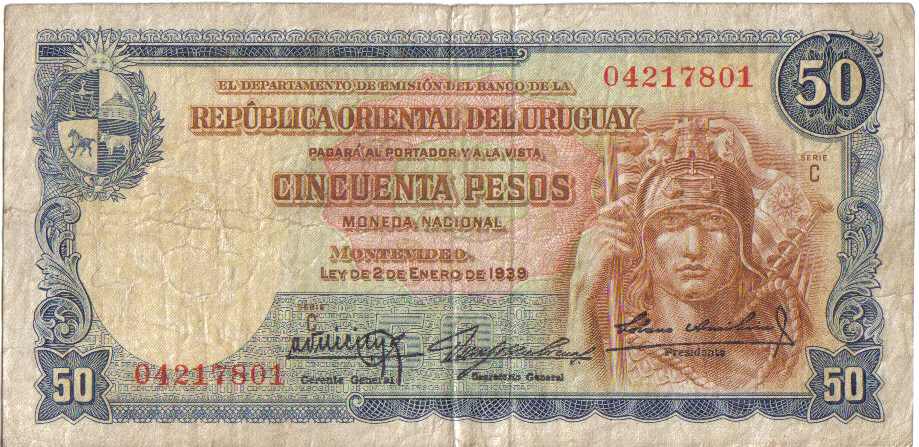 EL DEPARTAMENTO DE EMISIÓN DEL BANCO DE LA
04217801
50
REPÚBLICA ORIENTAL DEL URUGUAY
PAGARÁ AL PORTADOR Y A LA VISTA
SERIE
C
CINCUENTA PESOS
MONEDA NACIONAL
MONTEVIDEO.
LEY DE 2 DE ENERO DE 1939
SERIE
C
04217801
Gerente General
Secretario General
Presidente
50
50